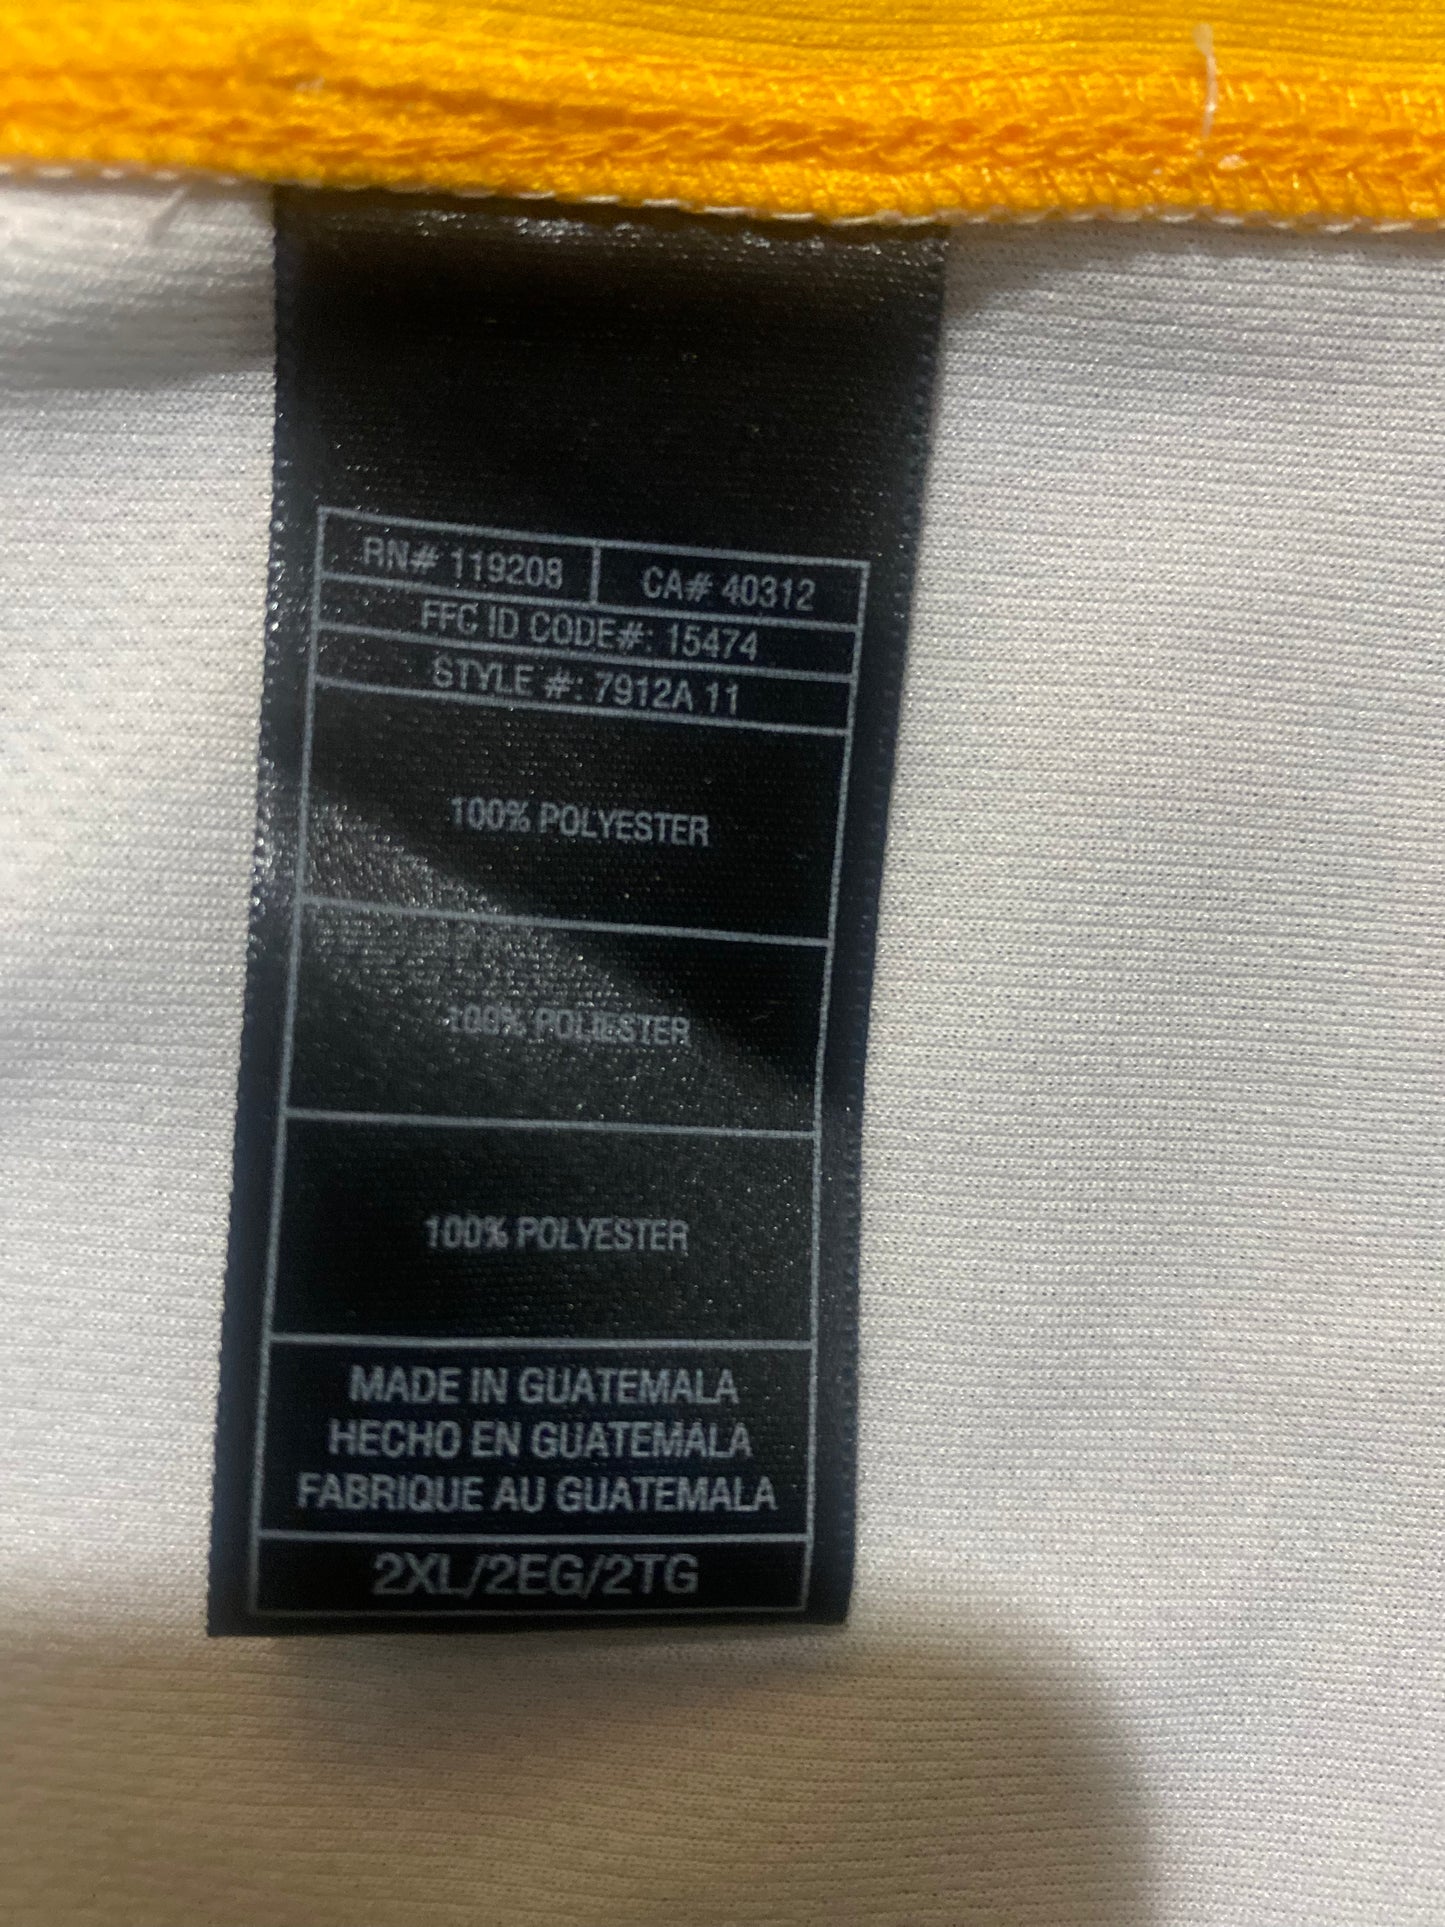 RN# 119208 CA# 40312
FFC ID CODE#: 15474
STYLE #: 7912A 11
100% POLYESTER
100% POLIESTER
100% POLYESTER
MADE IN GUATEMALA
HECHO EN GUATEMALA
FABRIQUE AU GUATEMALA
2XL/2EG/2TG